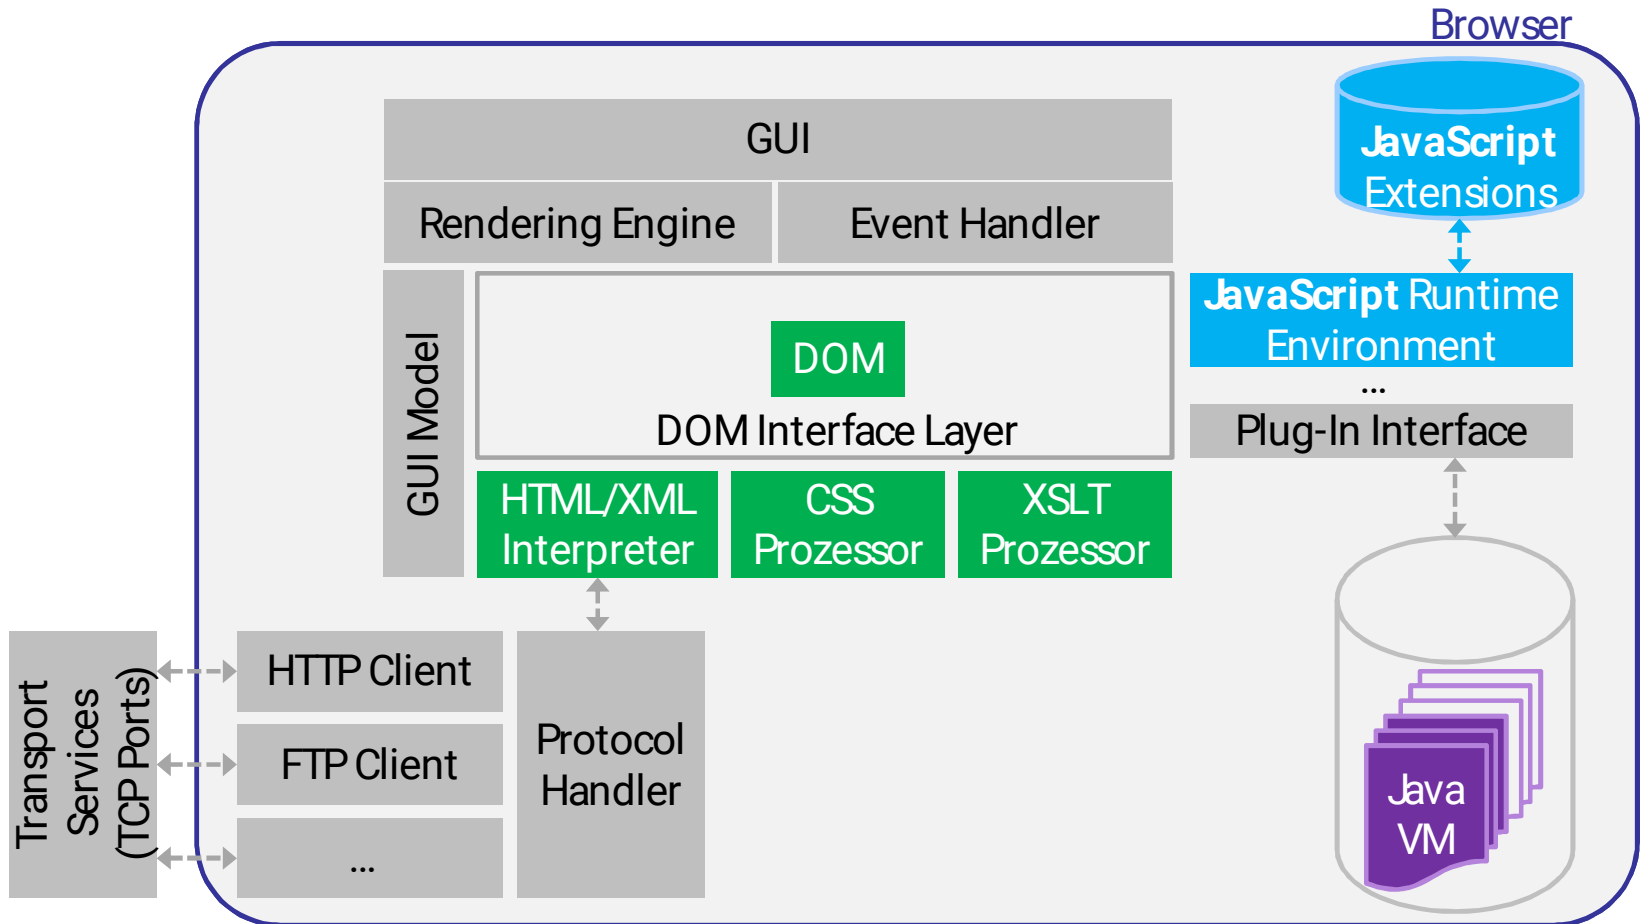 Browser
GUI
Rendering Engine
Event Handler
GUI Model
DOM
DOM Interface Layer
HTML/XML
Interpreter
CSS
Prozessor
XSLT
Prozessor
JavaScript
Extensions
JavaScript Runtime
Environment
...
Plug-In Interface
Java
VM
Transport
Services
(TCP Ports)
HTTP Client
FTP Client
...
Protocol
Handler